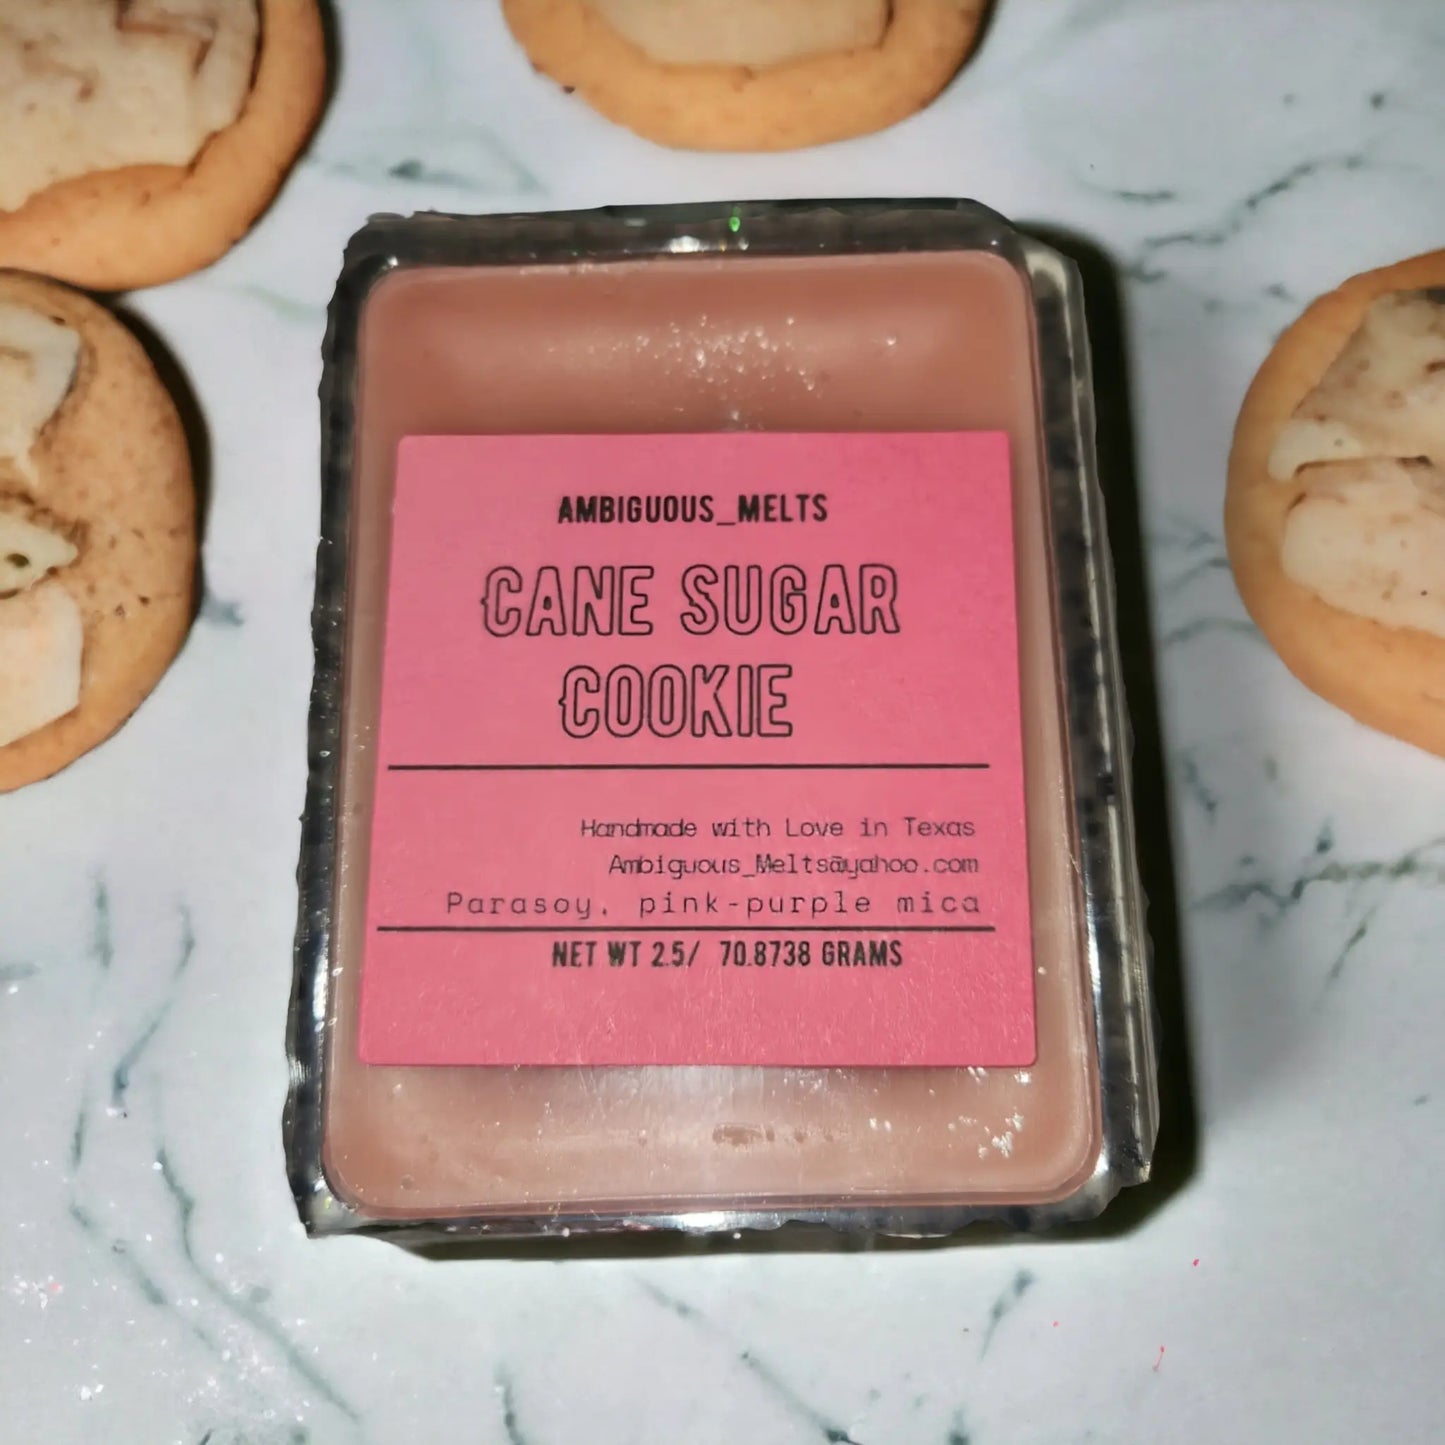 AMBIGUOUS_MELTS
CANE SUGAR
COOKIE
Handmade with Love in Texas
Ambiguous_Melts@yahoo.com
Parasoy, pink-purple mica
NET WT 2.5/ 70.8738 GRAMS